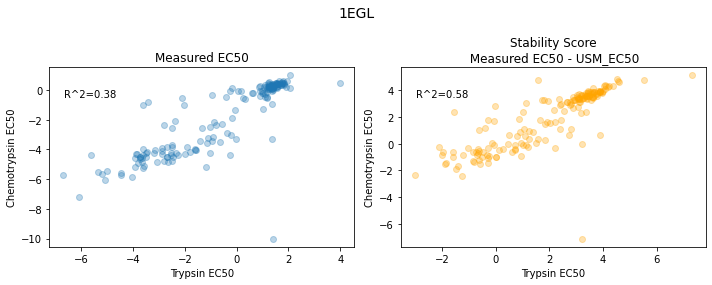 1EGL
Measured EC50
R^2=0.38
Chemotrypsin EC50
0
−2
−4
−6
−8
−10
−6
−4
−2
0
2
4
Trypsin EC50
Stability Score
Measured EC50 - USM_EC50
R^2=0.58
Chemotrypsin EC50
4
2
0
−2
−4
−6
−2
0
2
4
6
Trypsin EC50